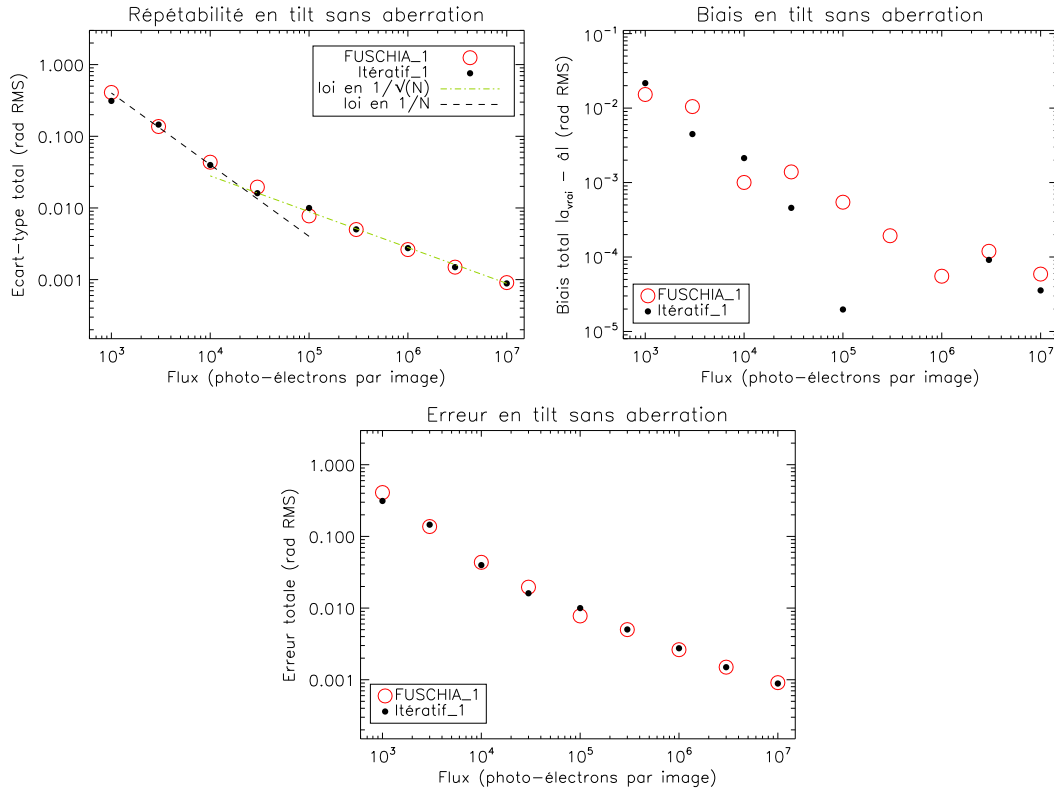 Répétabilité en tilt sans aberration
Ecart-type total (rad RMS)
1.000
0.100
0.010
0.001
FUSCHIA_1
Itératif_1
loi en 1/√(N)
loi en 1/N
10³ 10⁴ 10⁵ 10⁶ 10⁷
Flux (photo-électrons par image)
Biais en tilt sans aberration
Biais total |a_vrai - â| (rad RMS)
10⁻¹
10⁻²
10⁻³
10⁻⁴
10⁻⁵
FUSCHIA_1
Itératif_1
10³ 10⁴ 10⁵ 10⁶ 10⁷
Flux (photo-électrons par image)
Erreur en tilt sans aberration
Erreur totale (rad RMS)
1.000
0.100
0.010
0.001
FUSCHIA_1
Itératif_1
10³ 10⁴ 10⁵ 10⁶ 10⁷
Flux (photo-électrons par image)